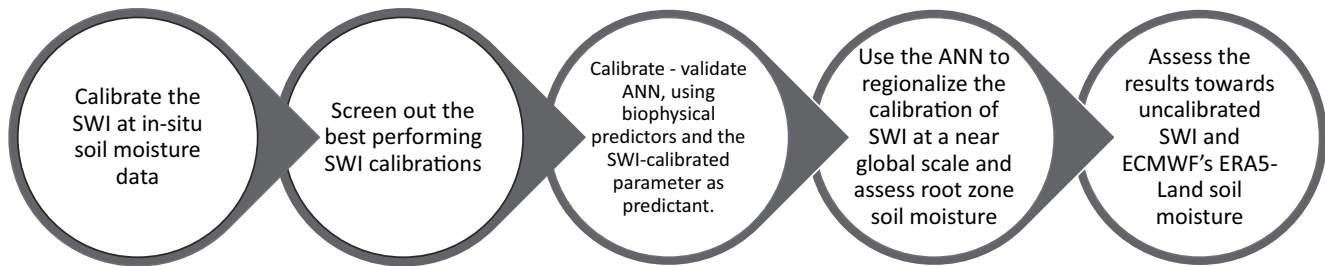 Calibrate the
SWI at in-situ
soil moisture
data
Screen out the
best performing
SWI calibrations
Calibrate - validate
ANN, using
biophysical
predictors and the
SWI-calibrated
parameter as
predictant.
Use the ANN to
regionalize the
calibration of
SWI at a near
global scale and
assess root zone
soil moisture
Assess the
results towards
uncalibrated
SWI and
ECMWF's ERA5-
Land soil
moisture